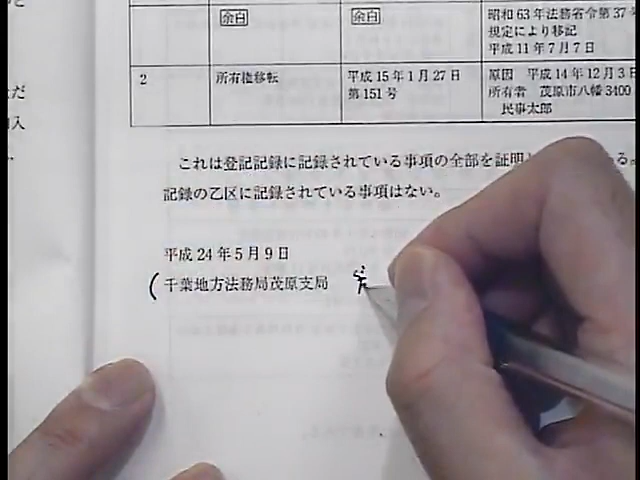 余白
余白
昭和63年法務省令第37
規定により移記
平成11年7月7日
2
所有権移転
平成15年1月27日
第151号
原因 平成14年12月3日
所有者 茂原市八幡3400
民事太郎
これは登記記録に記録されている事項の全部を証明
る。
記録の乙区に記録されている事項はない。
平成24年5月9日
(千葉地方法務局茂原支局